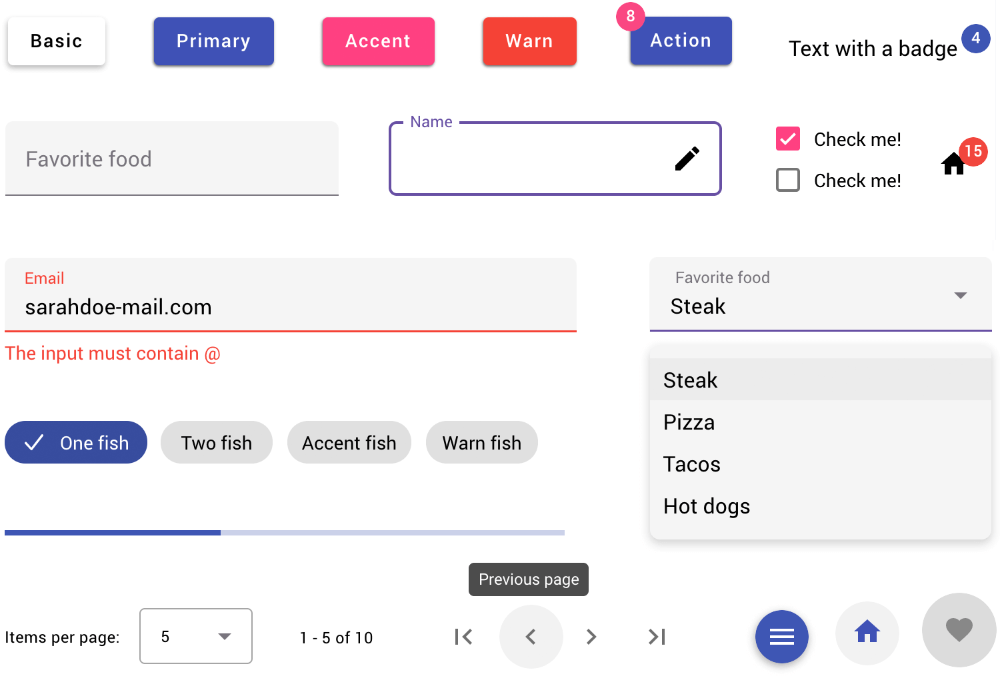 Basic
Primary
Accent
Warn
8
Action
Text with a badge
4
Favorite food
Name
Check me!
15
Check me!
Email
sarahdoe-mail.com
The input must contain @
Favorite food
Steak
Steak
Pizza
Tacos
Hot dogs
One fish
Two fish
Accent fish
Warn fish
Previous page
Items per page:
5
1 - 5 of 10